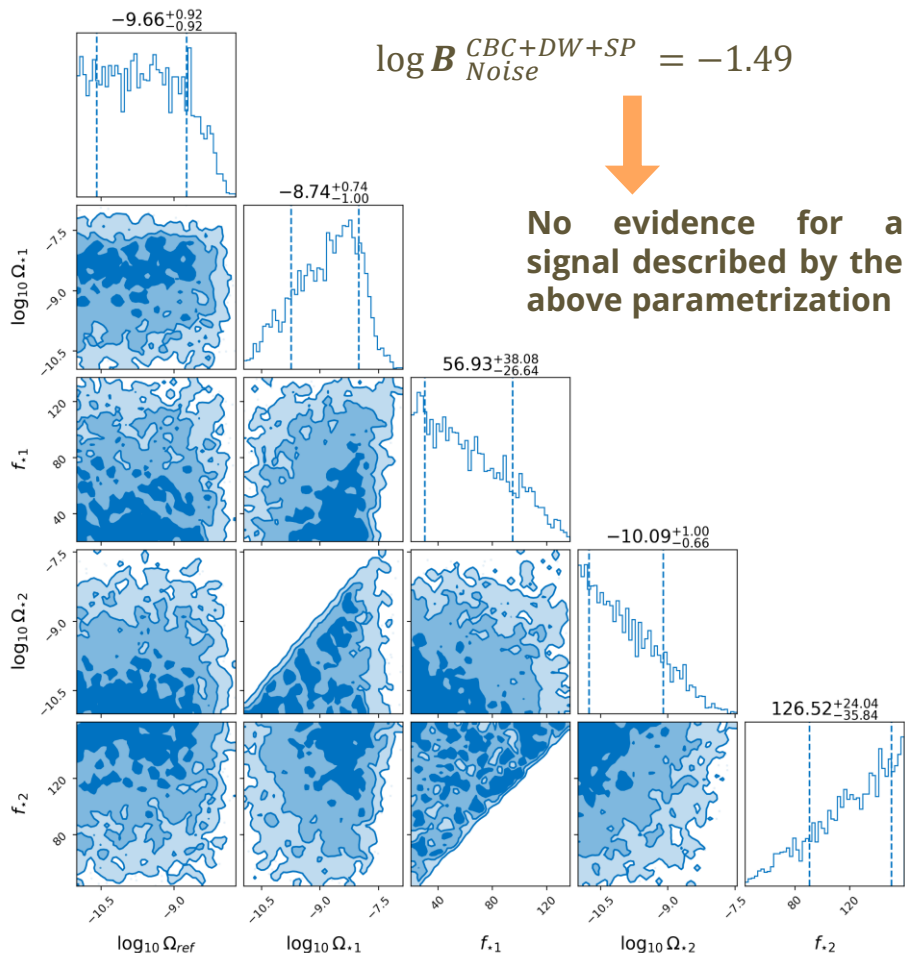 −9.66+0.92−0.92
log B CBC+DW+SP Noise = −1.49
−8.74+0.74−1.00
No evidence for a
signal described by the
above parametrization
−7.5
−9.0
−10.5
log10 Ω*1
56.93+38.08−26.64
120
80
40
f*1
−10.09+1.00−0.66
−7.5
−9.0
−10.5
log10 Ω*2
126.52+24.04−35.84
120
80
f*2
−10.5 −9.0 −10.5 −9.0 −7.5 40 80 120 −10.5 −9.0 −7.5 80 120
log10 Ωref log10 Ω*1 f*1 log10 Ω*2 f*2